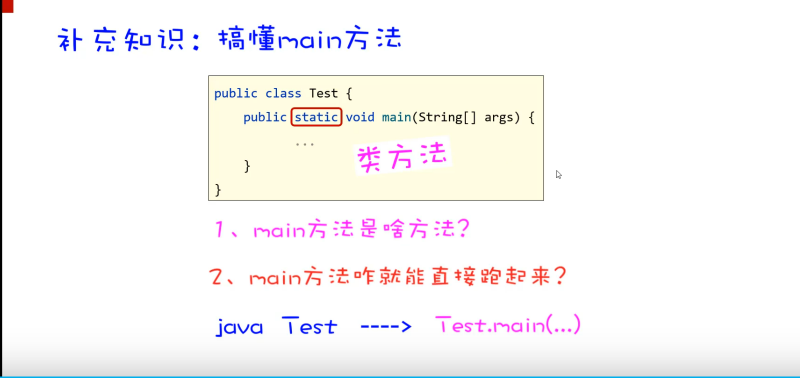 补充知识：搞懂main方法
public class Test {
public static void main(String[] args) {
...
类方法
}
}
1、main方法是啥方法?
2、main方法咋就能直接跑起来?
java Test ----> Test.main(...)